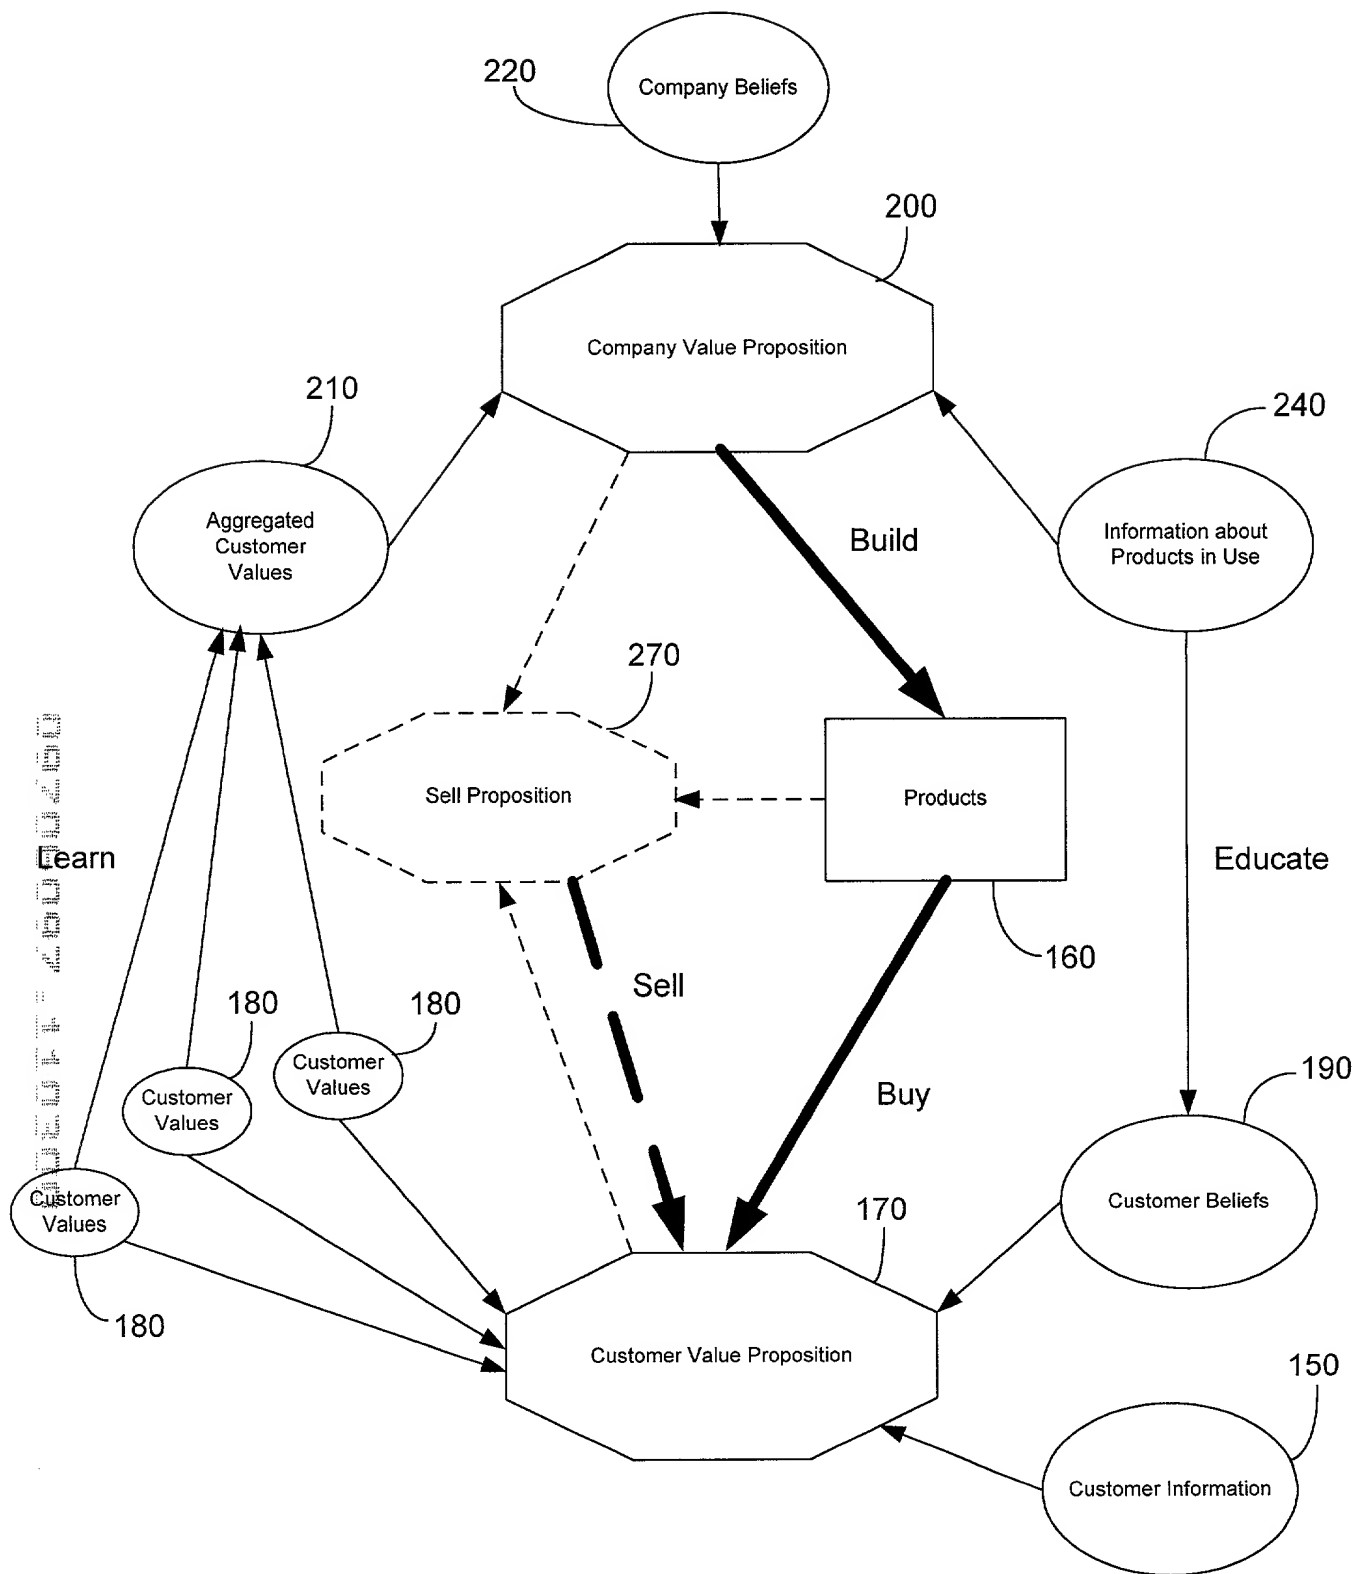 220
Company Beliefs
200
Company Value Proposition
210
240
Aggregated
Customer
Values
Build
Information about
Products in Use
270
Sell Proposition
Products
Learn
Educate
160
Sell
180
180
Customer
Values
Customer
Values
Buy
190
Customer
Values
Customer Beliefs
170
180
Customer Value Proposition
150
Customer Information